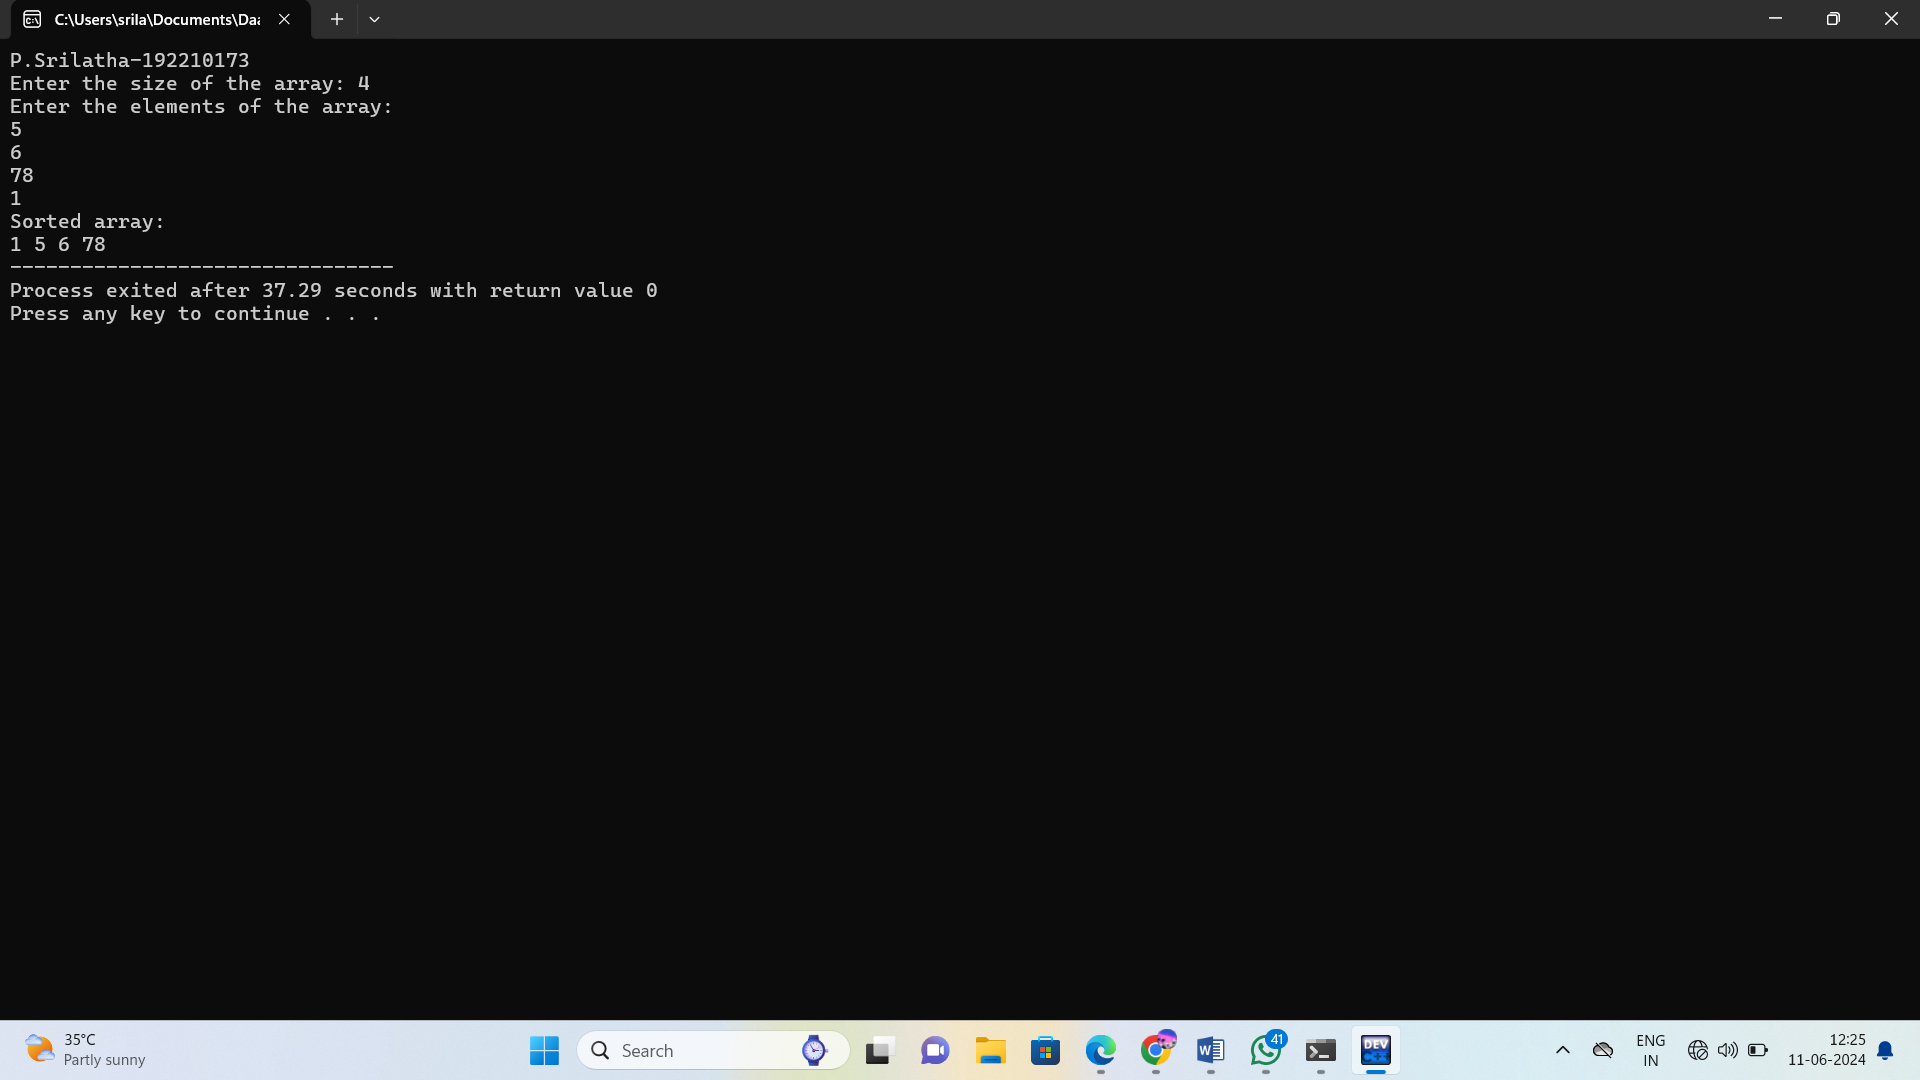 C:\Users\srila\Documents\Daa
P.Srilatha-192210173
Enter the size of the array: 4
Enter the elements of the array:
5
6
78
1
Sorted array:
1 5 6 78
--------------------------------
Process exited after 37.29 seconds with return value 0
Press any key to continue . . .
35°C
Partly sunny
Search
W
41
DEV
C++
ENG
IN
12:25
11-06-2024